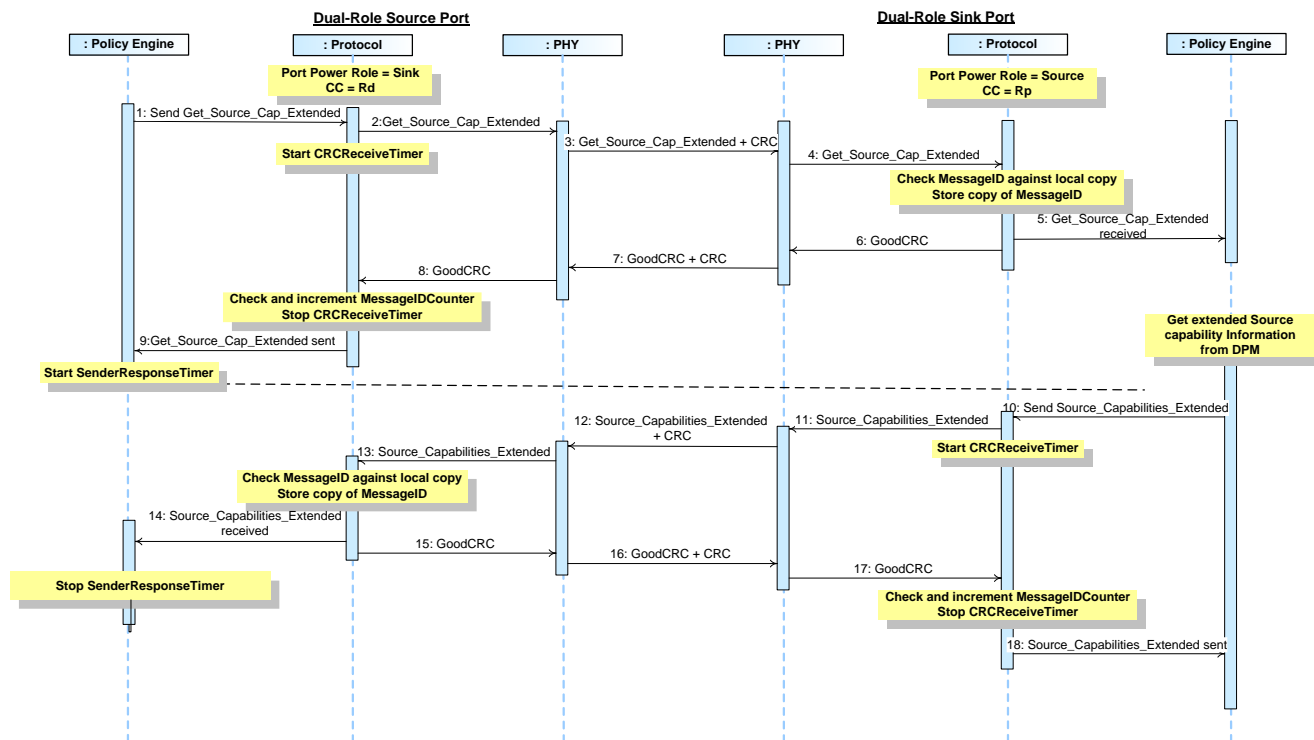 Dual-Role Source Port
Dual-Role Sink Port
: Policy Engine
: Protocol
: PHY
: PHY
: Protocol
: Policy Engine
Port Power Role = Sink
CC = Rd
Port Power Role = Source
CC = Rp
1: Send Get_Source_Cap_Extended
2:Get_Source_Cap_Extended
Start CRCReceiveTimer
3: Get_Source_Cap_Extended + CRC
4: Get_Source_Cap_Extended
Check MessageID against local copy
Store copy of MessageID
5: Get_Source_Cap_Extended
received
6: GoodCRC
7: GoodCRC + CRC
8: GoodCRC
Check and increment MessageIDCounter
Stop CRCReceiveTimer
9:Get_Source_Cap_Extended sent
Start SenderResponseTimer
Get extended Source
capability Information
from DPM
10: Send Source_Capabilities_Extended
11: Source_Capabilities_Extended
Start CRCReceiveTimer
12: Source_Capabilities_Extended
+ CRC
13: Source_Capabilities_Extended
Check MessageID against local copy
Store copy of MessageID
14: Source_Capabilities_Extended
received
15: GoodCRC
16: GoodCRC + CRC
17: GoodCRC
Stop SenderResponseTimer
Check and increment MessageIDCounter
Stop CRCReceiveTimer
18: Source_Capabilities_Extended sent